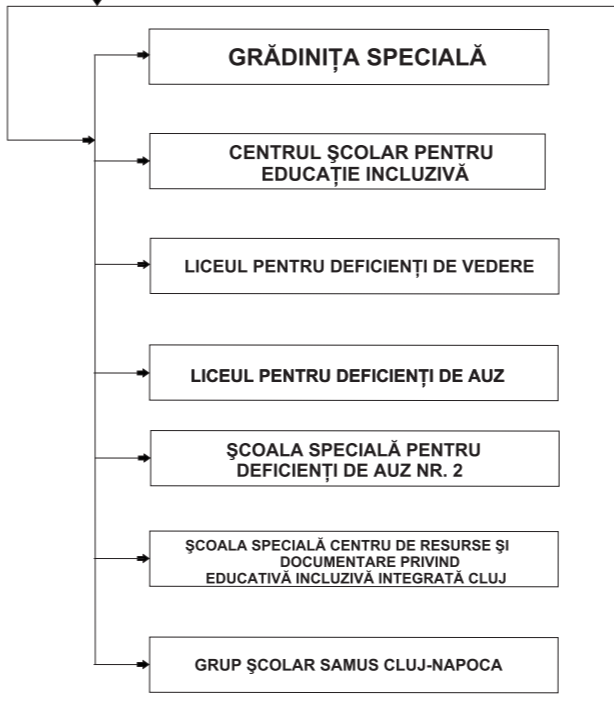 GRĂDINIȚA SPECIALĂ
CENTRUL ŞCOLAR PENTRU
EDUCAȚIE INCLUZIVĂ
LICEUL PENTRU DEFICIENȚI DE VEDERE
LICEUL PENTRU DEFICIENȚI DE AUZ
ŞCOALA SPECIALĂ PENTRU
DEFICIENȚI DE AUZ NR. 2
ŞCOALA SPECIALĂ CENTRU DE RESURSE ŞI
DOCUMENTARE PRIVIND
EDUCATIVĂ INCLUZIVĂ INTEGRATĂ CLUJ
GRUP ŞCOLAR SAMUS CLUJ-NAPOCA